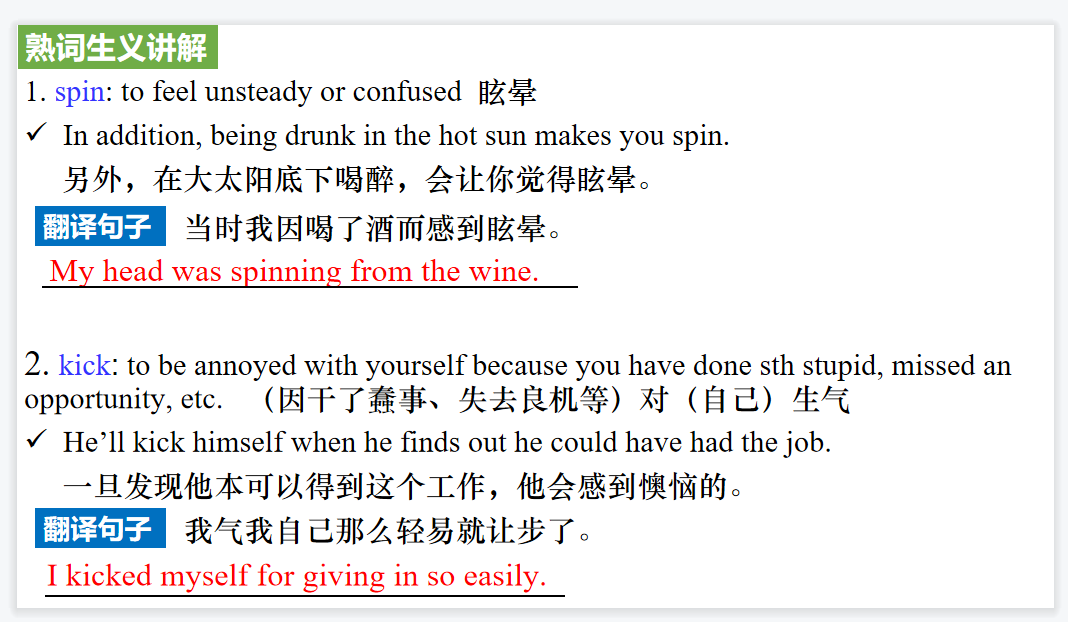 熟词生义讲解
1. spin: to feel unsteady or confused 眩晕
✓ In addition, being drunk in the hot sun makes you spin.
另外，在大太阳底下喝醉，会让你觉得眩晕。
翻译句子 当时我因喝了酒而感到眩晕。
My head was spinning from the wine.
2. kick: to be annoyed with yourself because you have done sth stupid, missed an
opportunity, etc. （因干了蠢事、失去良机等）对（自己）生气
✓ He’ll kick himself when he finds out he could have had the job.
一旦发现他本可以得到这个工作，他会感到懊恼的。
翻译句子 我气我自己那么轻易就让步了。
I kicked myself for giving in so easily.